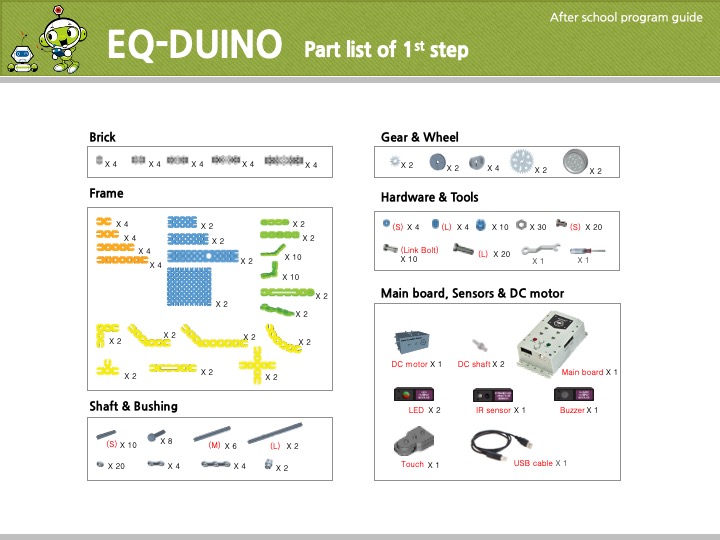 After school program guide
EQ-DUINO Part list of 1st step
Brick
X 4 X 4 X 4 X 4 X 4
Frame
X 4 X 2 X 2
X 4 X 2 X 2
X 4 X 2 X 10
X 4 X 10
X 2 X 2
X 2
X 2 X 2 X 2 X 2
X 2 X 2 X 2
Shaft & Bushing
(S) X 10 X 8 (M) X 6 (L) X 2
X 20 X 4 X 4 X 2
Gear & Wheel
X 2 X 2 X 4 X 2 X 2
Hardware & Tools
(S) X 4 (L) X 4 X 10 X 30 (S) X 20
(Link Bolt) X 10 (L) X 20 X 1 X 1
Main board, Sensors & DC motor
DC motor X 1 DC shaft X 2 Main board X 1
LED X 2 IR sensor X 1 Buzzer X 1
Touch X 1 USB cable X 1